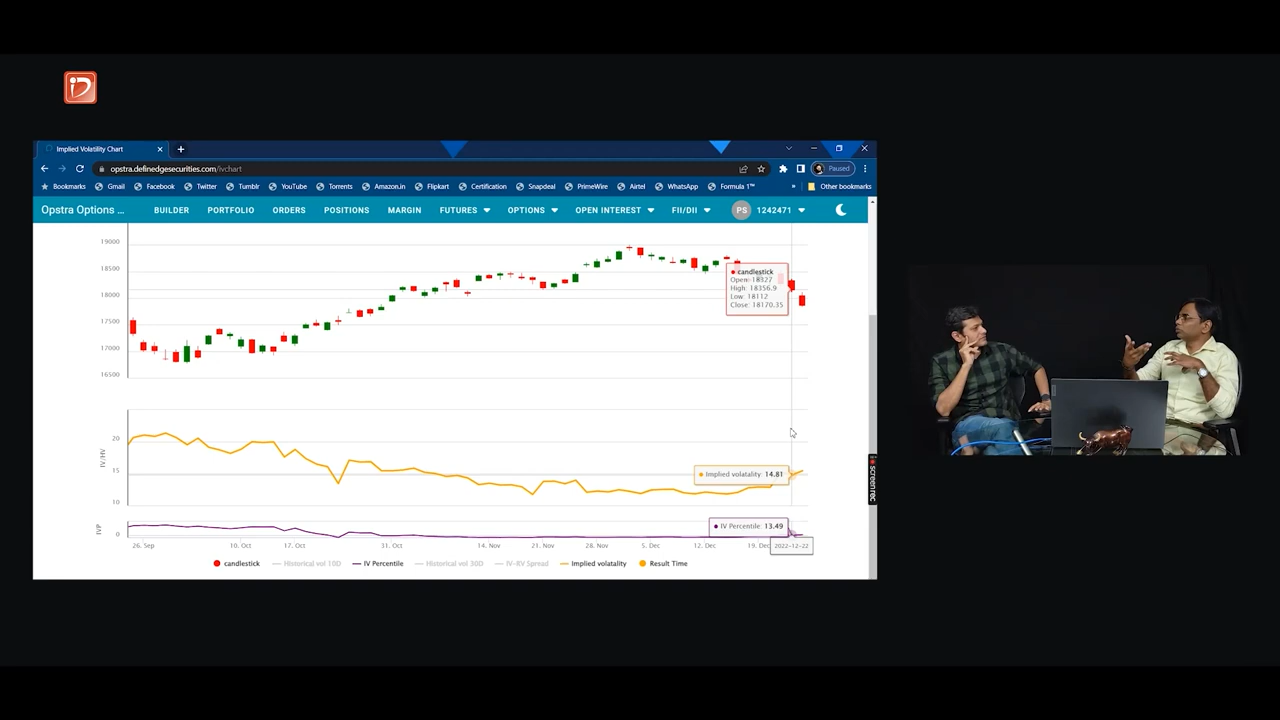 iD
Implied Volatility Chart
opstra.definedgesecurities.com/ivchart
Paused
Bookmarks Gmail Facebook Twitter Tumblr YouTube Torrents Amazon.in Flipkart Certification Snapdeal PrimeWire Airtel WhatsApp Formula 1™ » Other bookmarks
Opstra Options ... BUILDER PORTFOLIO ORDERS POSITIONS MARGIN FUTURES OPTIONS OPEN INTEREST FII/DII PS 1242471
19000
18500
18000
17500
17000
16500
candlestick
Open: 18327
High: 18356.9
Low: 18112
Close: 18170.35
IV/HV
20
15
10
Implied volatality: 14.81
IVP
0
IV Percentile: 13.49
26. Sep 10. Oct 17. Oct 31. Oct 14. Nov 21. Nov 28. Nov 5. Dec 12. Dec 19. Dec 2022-12-22
candlestick Historical vol 10D IV Percentile Historical vol 30D IV-RV Spread Implied volatality Result Time
screenrec